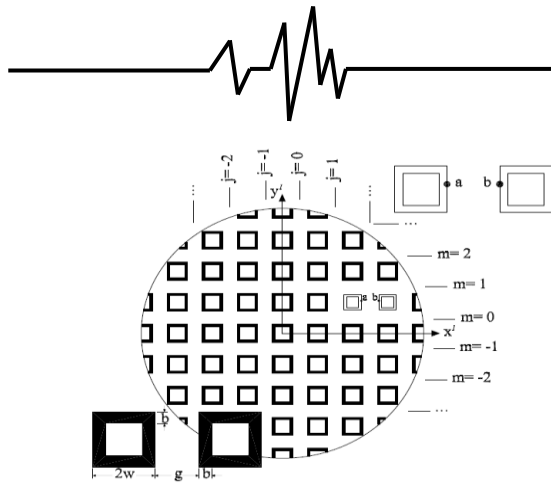 j=-2
j=-1
j=0
j=1
...
...
y^l
a b
...
m= 2
m= 1
a b
m= 0
x^l
m= -1
m= -2
...
b
2w g b